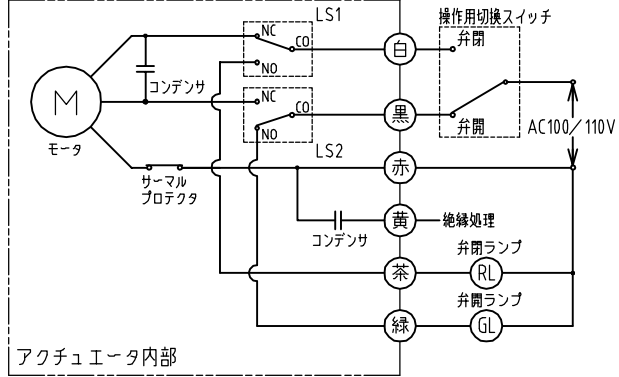 LS1
操作用切換スイッチ
NC
CO
白
弁閉
NO
コンデンサ
M
モータ
NC
CO
黒
弁開
AC100/110V
NO
LS2
赤
サーマル
プロテクタ
黄
絶縁処理
コンデンサ
弁閉ランプ
茶
RL
弁開ランプ
緑
GL
アクチュエータ内部